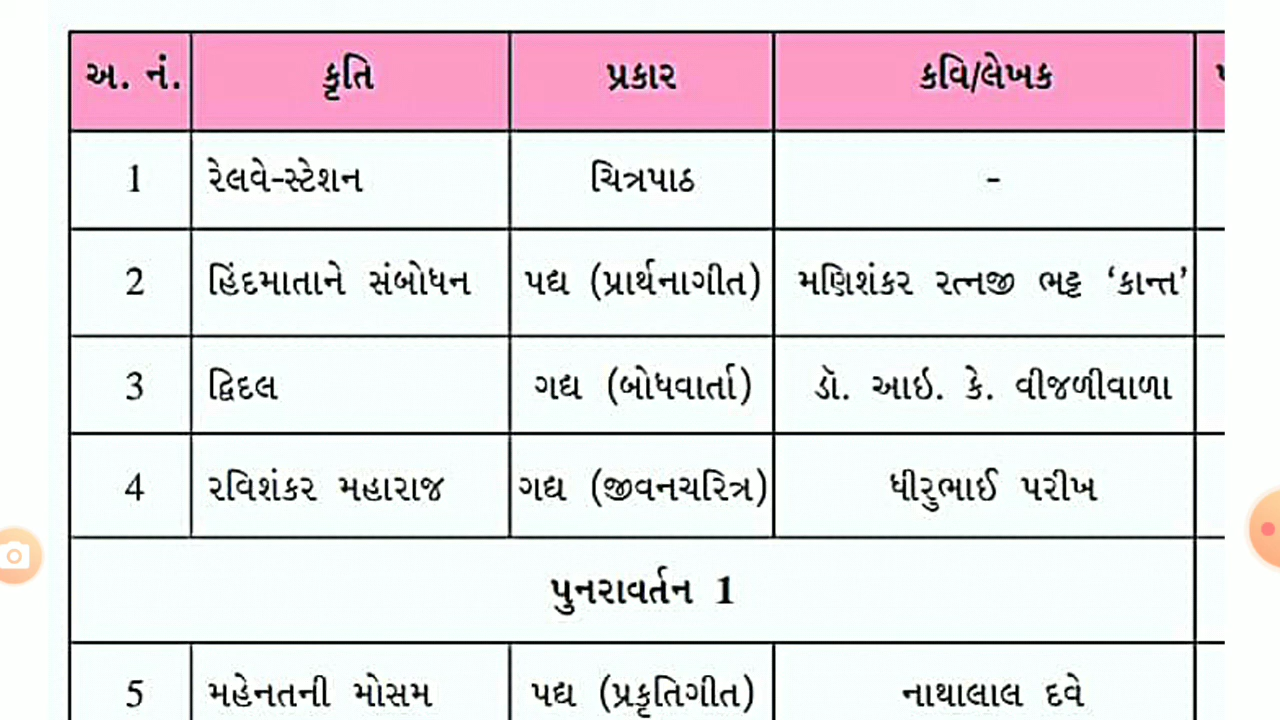 અ. નં. કૃતિ પ્રકાર કવિ/લેખક
1 રેલવે-સ્ટેશન ચિત્રપાઠ -
2 હિંદમાતાને સંબોધન પદ્ય (પ્રાર્થનાગીત) મણિશંકર રત્નજી ભટ્ટ ‘કાન્ત’
3 દ્વિદલ ગદ્ય (બોધવાર્તા) ડૉ. આઇ. કે. વીજળીવાળા
4 રવિશંકર મહારાજ ગદ્ય (જીવનચરિત્ર) ધીરુભાઈ પરીખ
પુનરાવર્તન 1
5 મહેનતની મોસમ પદ્ય (પ્રકૃતિગીત) નાથાલાલ દવે